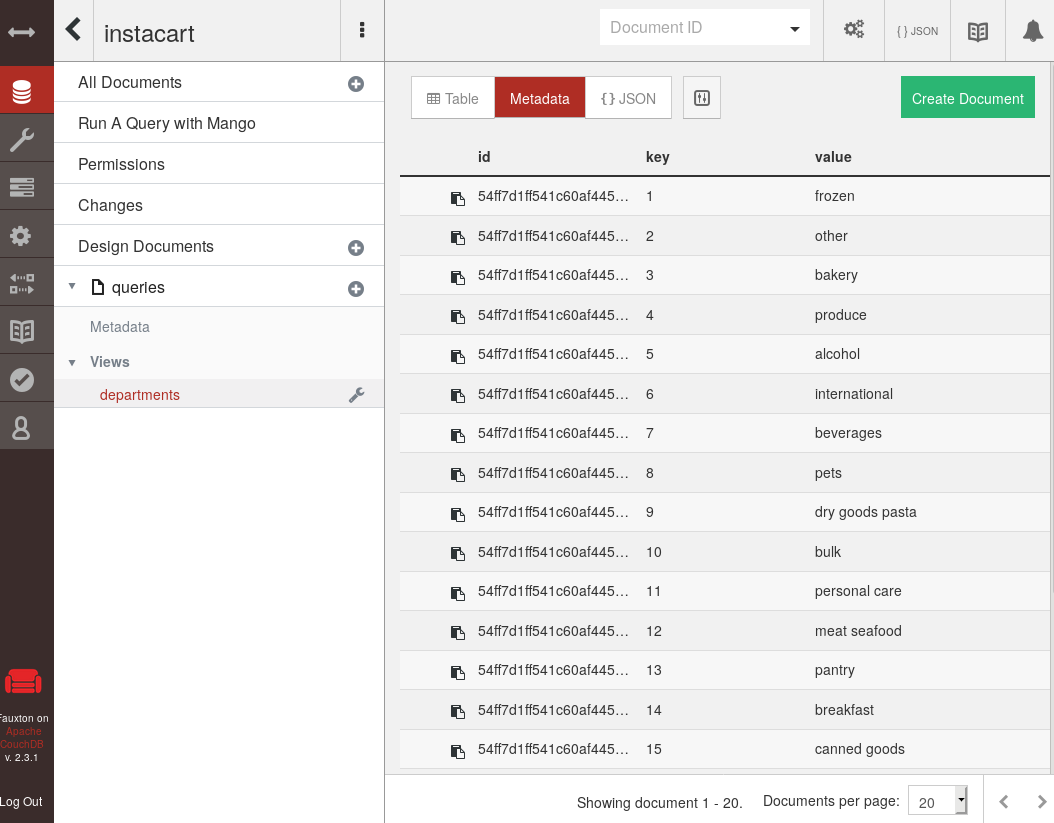 instacart
Document ID
{ } JSON
All Documents
Run A Query with Mango
Permissions
Changes
Design Documents
queries
Metadata
Views
departments
Table Metadata {} JSON
Create Document
id key value
54ff7d1ff541c60af445... 1 frozen
54ff7d1ff541c60af445... 2 other
54ff7d1ff541c60af445... 3 bakery
54ff7d1ff541c60af445... 4 produce
54ff7d1ff541c60af445... 5 alcohol
54ff7d1ff541c60af445... 6 international
54ff7d1ff541c60af445... 7 beverages
54ff7d1ff541c60af445... 8 pets
54ff7d1ff541c60af445... 9 dry goods pasta
54ff7d1ff541c60af445... 10 bulk
54ff7d1ff541c60af445... 11 personal care
54ff7d1ff541c60af445... 12 meat seafood
54ff7d1ff541c60af445... 13 pantry
54ff7d1ff541c60af445... 14 breakfast
54ff7d1ff541c60af445... 15 canned goods
Fauxton on
Apache
CouchDB
v. 2.3.1
Log Out
Showing document 1 - 20. Documents per page: 20